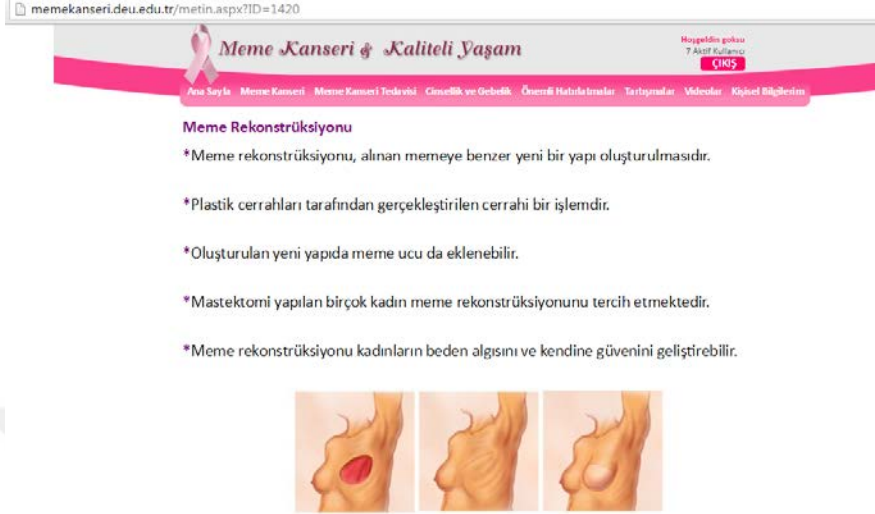 memekanseri.deu.edu.tr/metin.aspx?ID=1420
Meme Kanseri & Kaliteli Yaşam
Hoşgeldin goksu
7 Aktif Kullanıcı
ÇIKIŞ
Ana Sayfa Meme Kanseri Meme Kanseri Tedavisi Cinsellik ve Gebelik Önemli Hatırlatmalar Tartışmalar Videolar Kişisel Bilgilerim
Meme Rekonstrüksiyonu
*Meme rekonstrüksiyonu, alınan memeye benzer yeni bir yapı oluşturulmasıdır.
*Plastik cerrahları tarafından gerçekleştirilen cerrahi bir işlemdir.
*Oluşturulan yeni yapıda meme ucu da eklenebilir.
*Mastektomi yapılan birçok kadın meme rekonstrüksiyonunu tercih etmektedir.
*Meme rekonstrüksiyonu kadınların beden algısını ve kendine güvenini geliştirebilir.